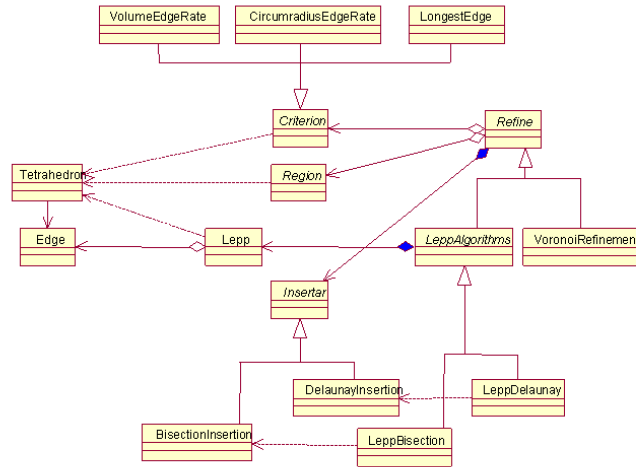 VolumeEdgeRate
CircumradiusEdgeRate
LongestEdge
Criterion
Refine
Tetrahedron
Region
Edge
Lepp
LeppAlgorithms
VoronoiRefinemen
Insertar
DelaunayInsertion
LeppDelaunay
BisectionInsertion
LeppBisection